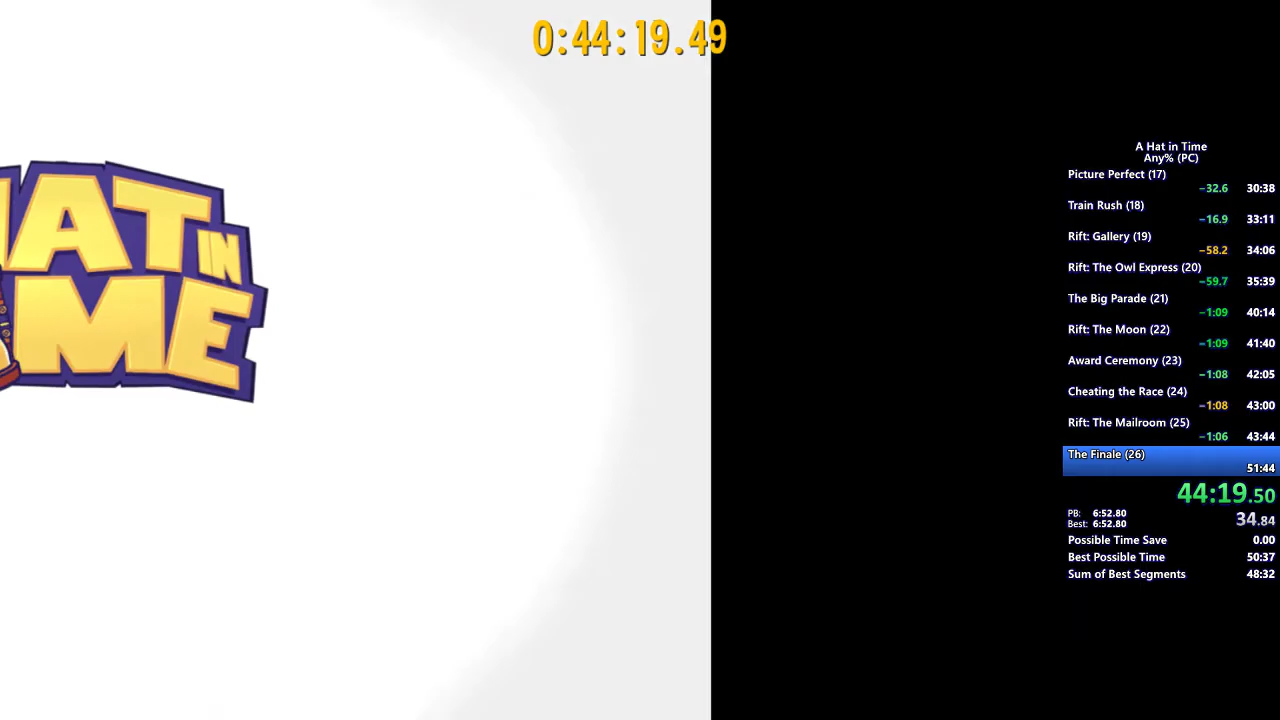 0:44:19.49
HAT IN
ME
A Hat in Time
Any% (PC)
Picture Perfect (17)
-32.6 30:38
Train Rush (18)
-16.9 33:11
Rift: Gallery (19)
-58.2 34:06
Rift: The Owl Express (20)
-59.7 35:39
The Big Parade (21)
-1:09 40:14
Rift: The Moon (22)
-1:09 41:40
Award Ceremony (23)
-1:08 42:05
Cheating the Race (24)
-1:08 43:00
Rift: The Mailroom (25)
-1:06 43:44
The Finale (26)
51:44
44:19.50
PB: 6:52.80
Best: 6:52.80
34.84
Possible Time Save 0.00
Best Possible Time 50:37
Sum of Best Segments 48:32